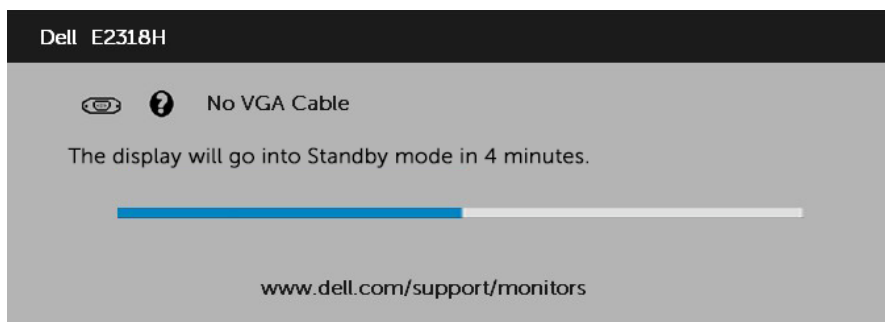 Dell E2318H
No VGA Cable
The display will go into Standby mode in 4 minutes.
www.dell.com/support/monitors